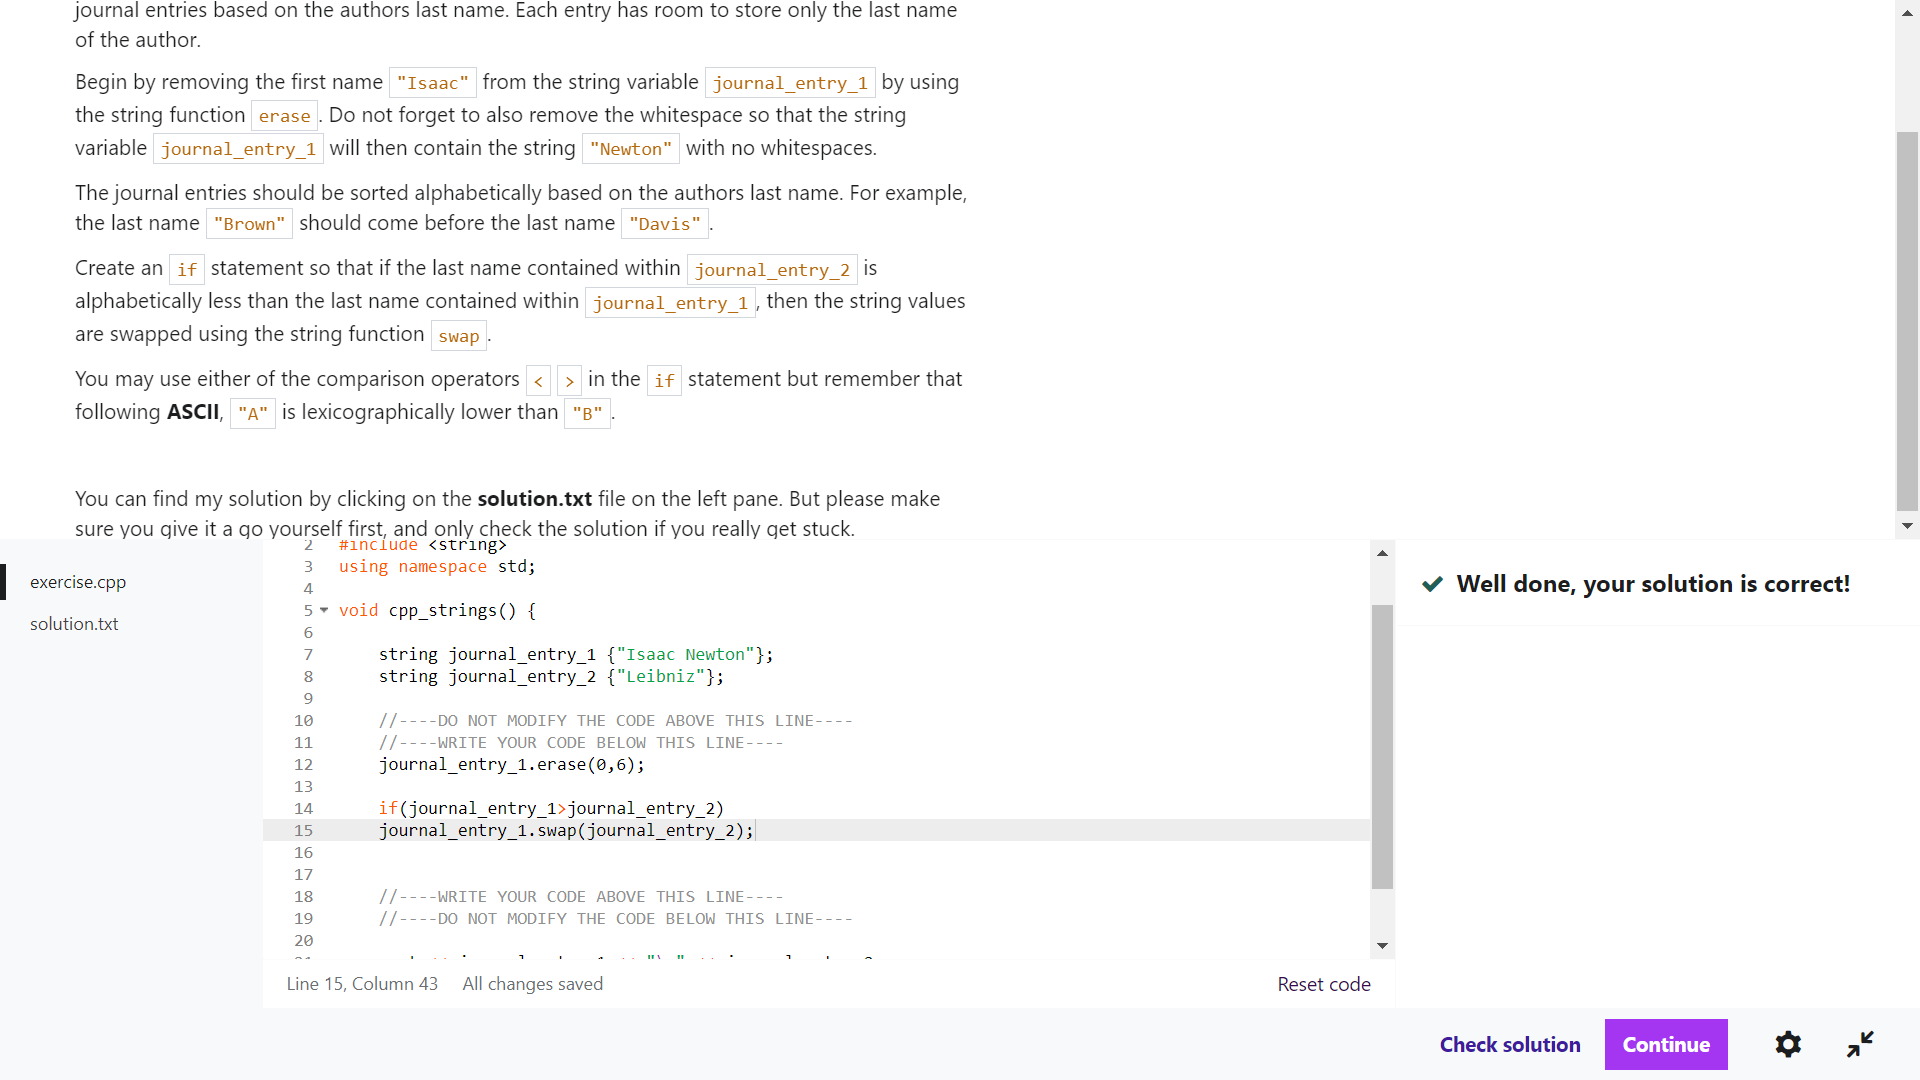 journal entries based on the authors last name. Each entry has room to store only the last name
of the author.
Begin by removing the first name "Isaac" from the string variable journal_entry_1 by using
the string function erase . Do not forget to also remove the whitespace so that the string
variable journal_entry_1 will then contain the string "Newton" with no whitespaces.
The journal entries should be sorted alphabetically based on the authors last name. For example,
the last name "Brown" should come before the last name "Davis" .
Create an if statement so that if the last name contained within journal_entry_2 is
alphabetically less than the last name contained within journal_entry_1 , then the string values
are swapped using the string function swap .
You may use either of the comparison operators < > in the if statement but remember that
following ASCII, "A" is lexicographically lower than "B" .
You can find my solution by clicking on the solution.txt file on the left pane. But please make
sure you give it a go yourself first, and only check the solution if you really get stuck.
exercise.cpp
solution.txt
2 #include <string>
3 using namespace std;
4
5 void cpp_strings() {
6
7 string journal_entry_1 {"Isaac Newton"};
8 string journal_entry_2 {"Leibniz"};
9
10 //----DO NOT MODIFY THE CODE ABOVE THIS LINE----
11 //----WRITE YOUR CODE BELOW THIS LINE----
12 journal_entry_1.erase(0,6);
13
14 if(journal_entry_1>journal_entry_2)
15 journal_entry_1.swap(journal_entry_2);
16
17
18 //----WRITE YOUR CODE ABOVE THIS LINE----
19 //----DO NOT MODIFY THE CODE BELOW THIS LINE----
20
Line 15, Column 43 All changes saved
Reset code
Well done, your solution is correct!
Check solution
Continue